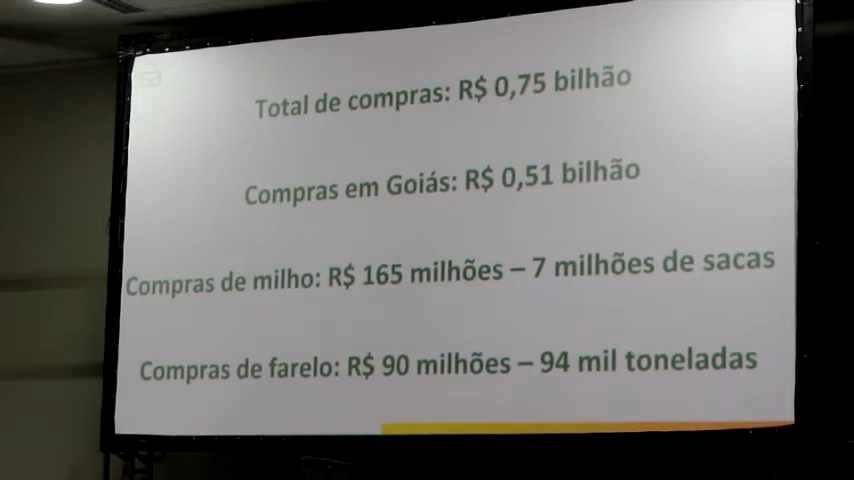 Total de compras: R$ 0,75 bilhão
Compras em Goiás: R$ 0,51 bilhão
Compras de milho: R$ 165 milhões – 7 milhões de sacas
Compras de farelo: R$ 90 milhões – 94 mil toneladas